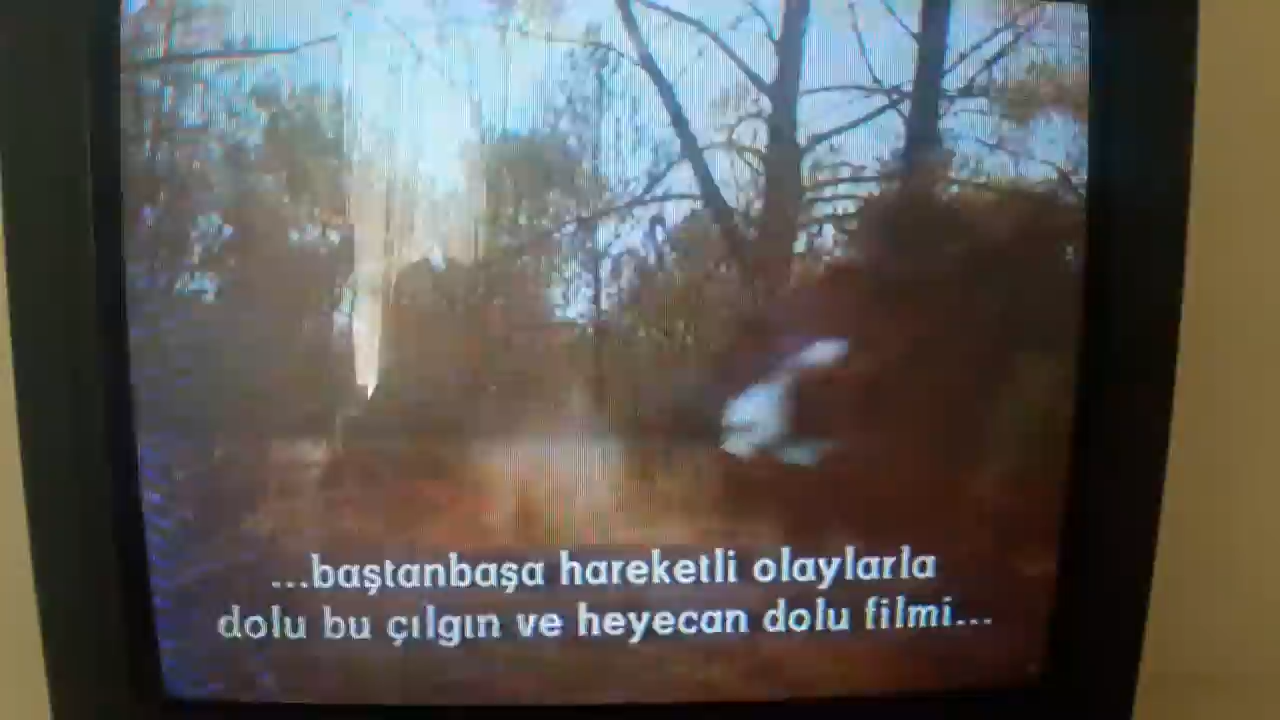 ...baştanbaşa hareketli olaylarla
dolu bu çılgın ve heyecan dolu filmi...